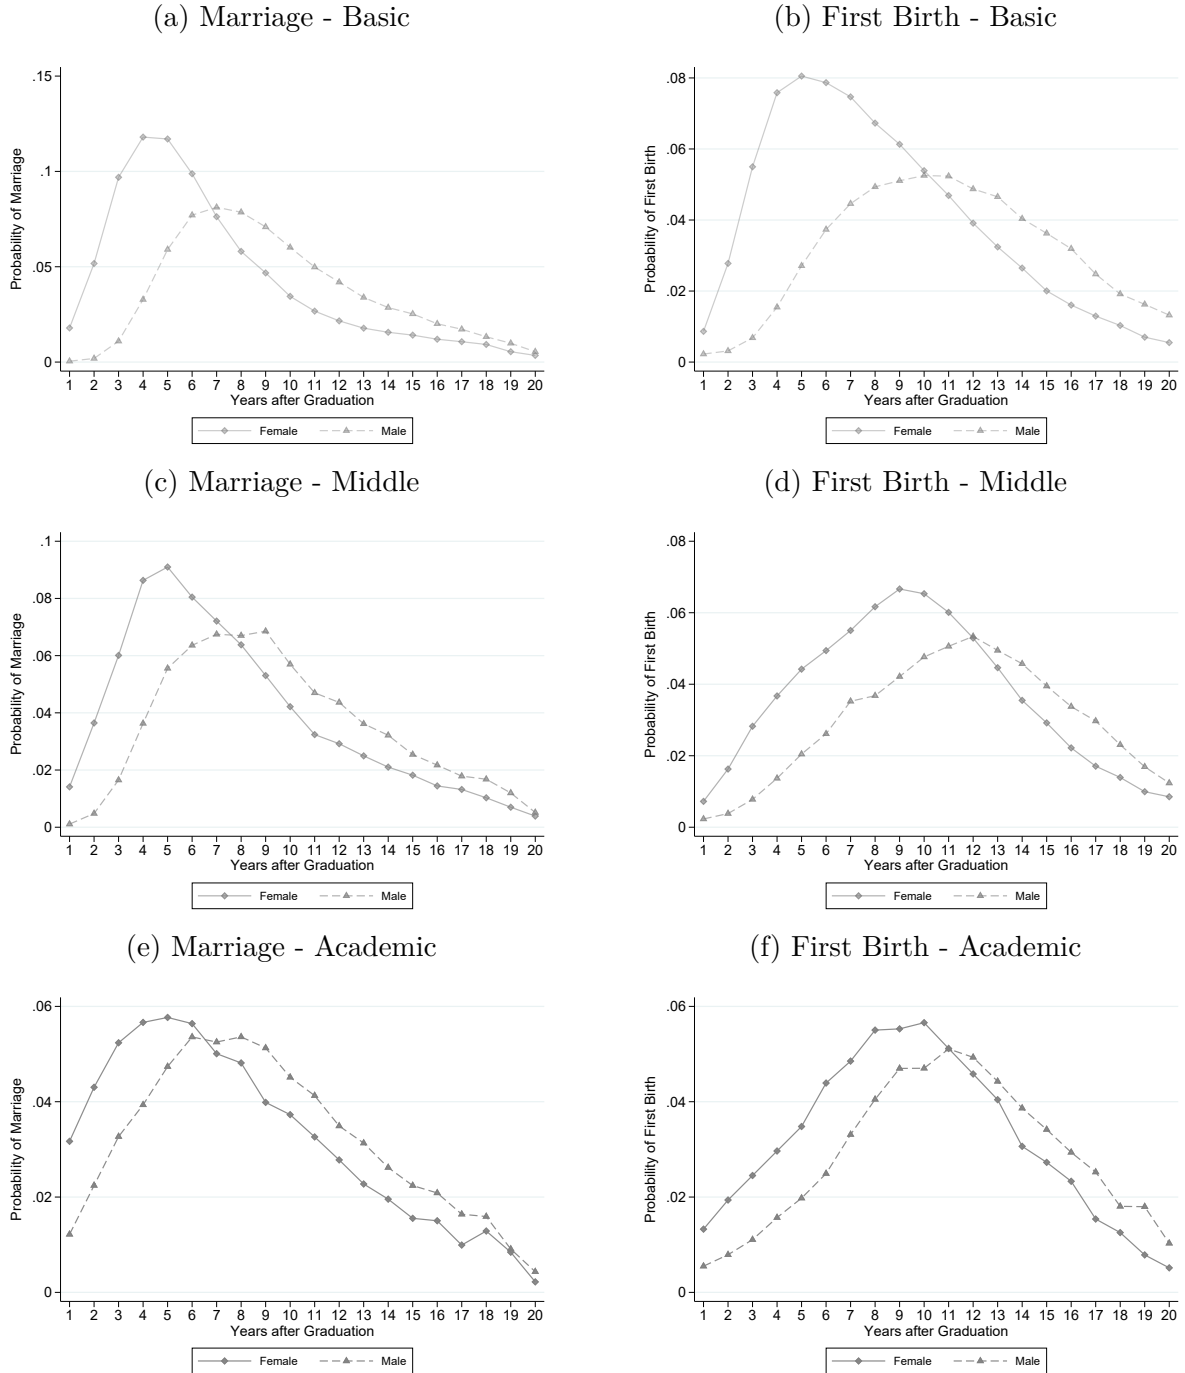 (a) Marriage - Basic
Probability of Marriage
.15
.1
.05
0
1 2 3 4 5 6 7 8 9 10 11 12 13 14 15 16 17 18 19 20
Years after Graduation
Female Male
(b) First Birth - Basic
Probability of First Birth
.08
.06
.04
.02
0
1 2 3 4 5 6 7 8 9 10 11 12 13 14 15 16 17 18 19 20
Years after Graduation
Female Male
(c) Marriage - Middle
Probability of Marriage
.1
.08
.06
.04
.02
0
1 2 3 4 5 6 7 8 9 10 11 12 13 14 15 16 17 18 19 20
Years after Graduation
Female Male
(d) First Birth - Middle
Probability of First Birth
.08
.06
.04
.02
0
1 2 3 4 5 6 7 8 9 10 11 12 13 14 15 16 17 18 19 20
Years after Graduation
Female Male
(e) Marriage - Academic
Probability of Marriage
.06
.04
.02
0
1 2 3 4 5 6 7 8 9 10 11 12 13 14 15 16 17 18 19 20
Years after Graduation
Female Male
(f) First Birth - Academic
Probability of First Birth
.06
.04
.02
0
1 2 3 4 5 6 7 8 9 10 11 12 13 14 15 16 17 18 19 20
Years after Graduation
Female Male